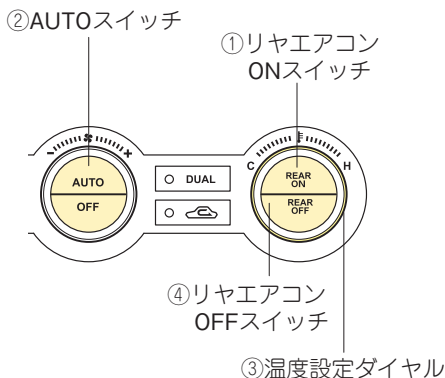 ②AUTOスイッチ
①リヤエアコン
ONスイッチ
- +
C H
AUTO
OFF
DUAL
REAR
ON
REAR
OFF
④リヤエアコン
OFFスイッチ
③温度設定ダイヤル